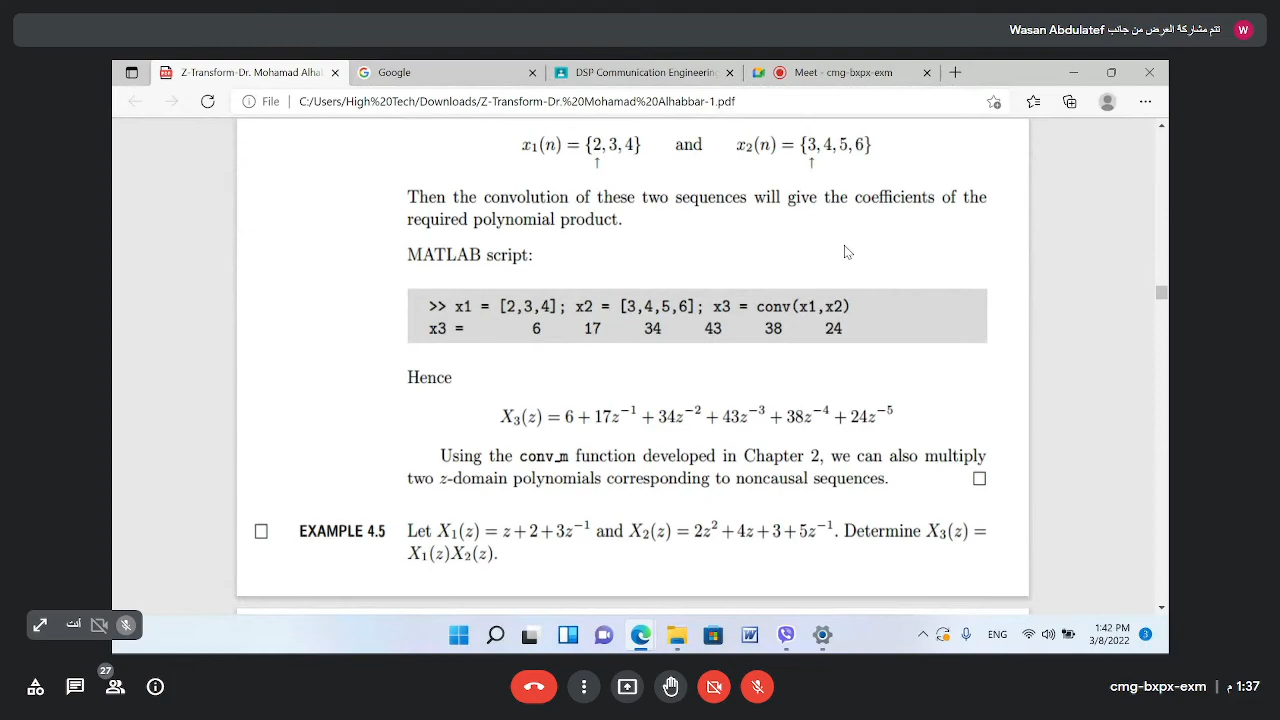 تتم مشاركة العرض من جانب Wasan Abdulatef
W
Z-Transform-Dr. Mohamad Alhab
Google
DSP Communication Engineerin
Meet - cmg-bxpx-exm
File
C:/Users/High%20Tech/Downloads/Z-Transform-Dr.%20Mohamad%20Alhabbar-1.pdf
x₁(n) = {2, 3, 4} and x₂(n) = {3, 4, 5, 6}
↑ ↑
Then the convolution of these two sequences will give the coefficients of the
required polynomial product.
MATLAB script:
>> x1 = [2,3,4]; x2 = [3,4,5,6]; x3 = conv(x1,x2)
x3 = 6 17 34 43 38 24
Hence
X₃(z) = 6 + 17z⁻¹ + 34z⁻² + 43z⁻³ + 38z⁻⁴ + 24z⁻⁵
Using the conv_m function developed in Chapter 2, we can also multiply
two z-domain polynomials corresponding to noncausal sequences. □
□ EXAMPLE 4.5 Let X₁(z) = z + 2 + 3z⁻¹ and X₂(z) = 2z² + 4z + 3 + 5z⁻¹. Determine X₃(z) =
X₁(z)X₂(z).
أنت
ENG
1:42 PM
3/8/2022
3
27
cmg-bxpx-exm | 1:37 م